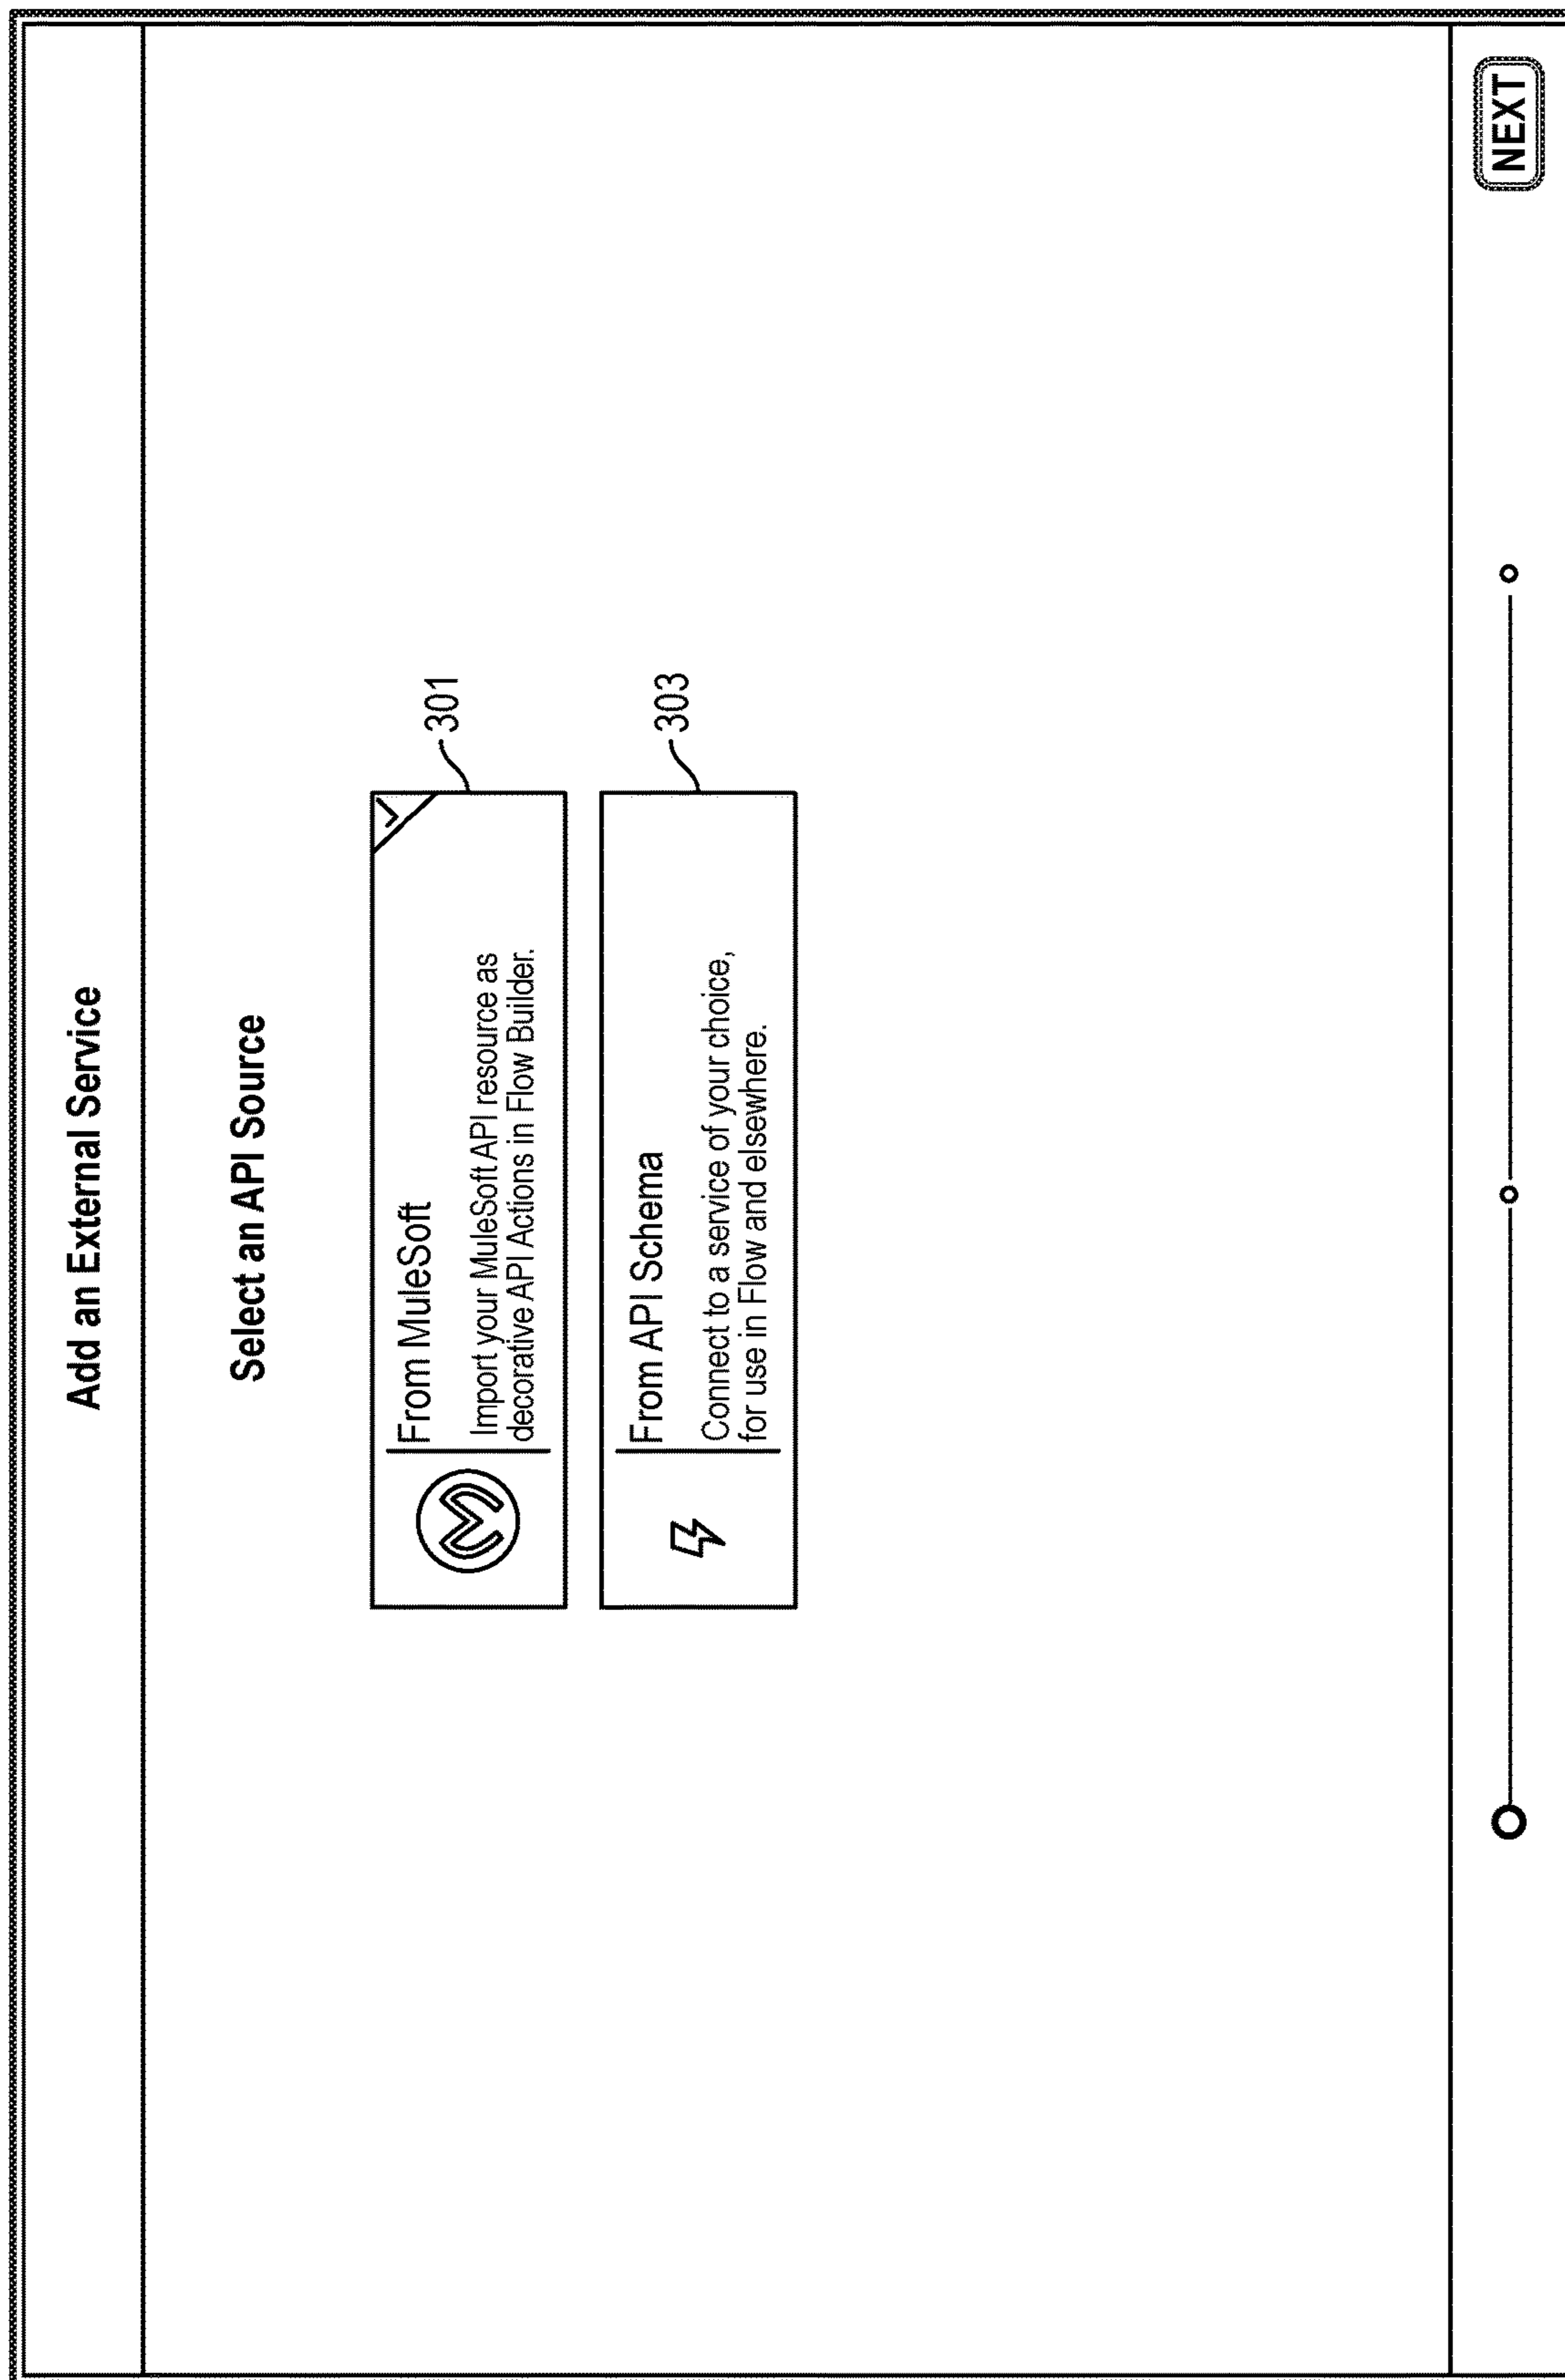 Add an External Service
Select an API Source
From MuleSoft
Import your MuleSoft API resource as
decorative API Actions in Flow Builder.
301
From API Schema
Connect to a service of your choice,
for use in Flow and elsewhere.
303
NEXT